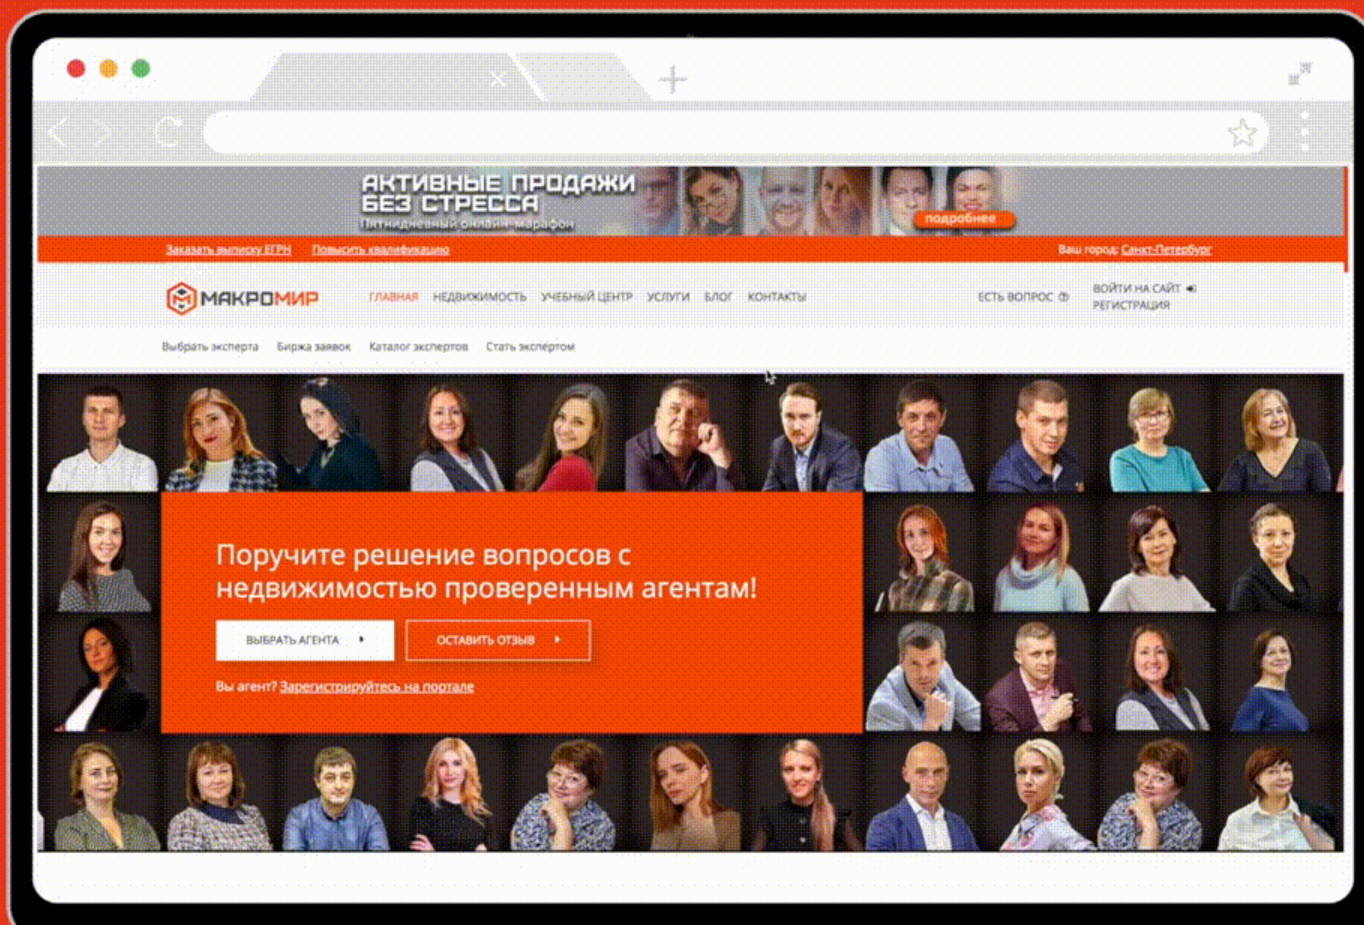 АКТИВНЫЕ ПРОДАЖИ
БЕЗ СТРЕССА
Пятидневный онлайн-марафон
подробнее
Заказать выписку ЕГРН Повысить квалификацию Ваш город: Санкт-Петербург
МАКРОМИР ГЛАВНАЯ НЕДВИЖИМОСТЬ УЧЕБНЫЙ ЦЕНТР УСЛУГИ БЛОГ КОНТАКТЫ ЕСТЬ ВОПРОС ВОЙТИ НА САЙТ
РЕГИСТРАЦИЯ
Выбрать эксперта Биржа заявок Каталог экспертов Стать экспертом
Поручите решение вопросов с
недвижимостью проверенным агентам!
ВЫБРАТЬ АГЕНТА ОСТАВИТЬ ОТЗЫВ
Вы агент? Зарегистрируйтесь на портале